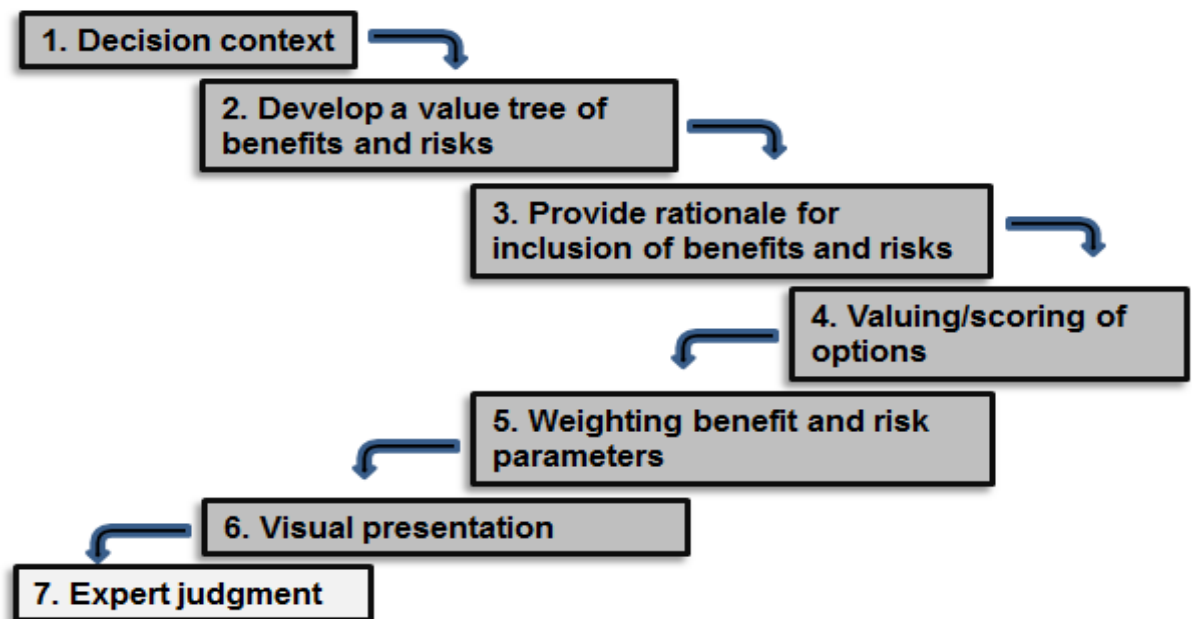 1. Decision context
2. Develop a value tree of
benefits and risks
3. Provide rationale for
inclusion of benefits and risks
4. Valuing/scoring of
options
5. Weighting benefit and risk
parameters
6. Visual presentation
7. Expert judgment